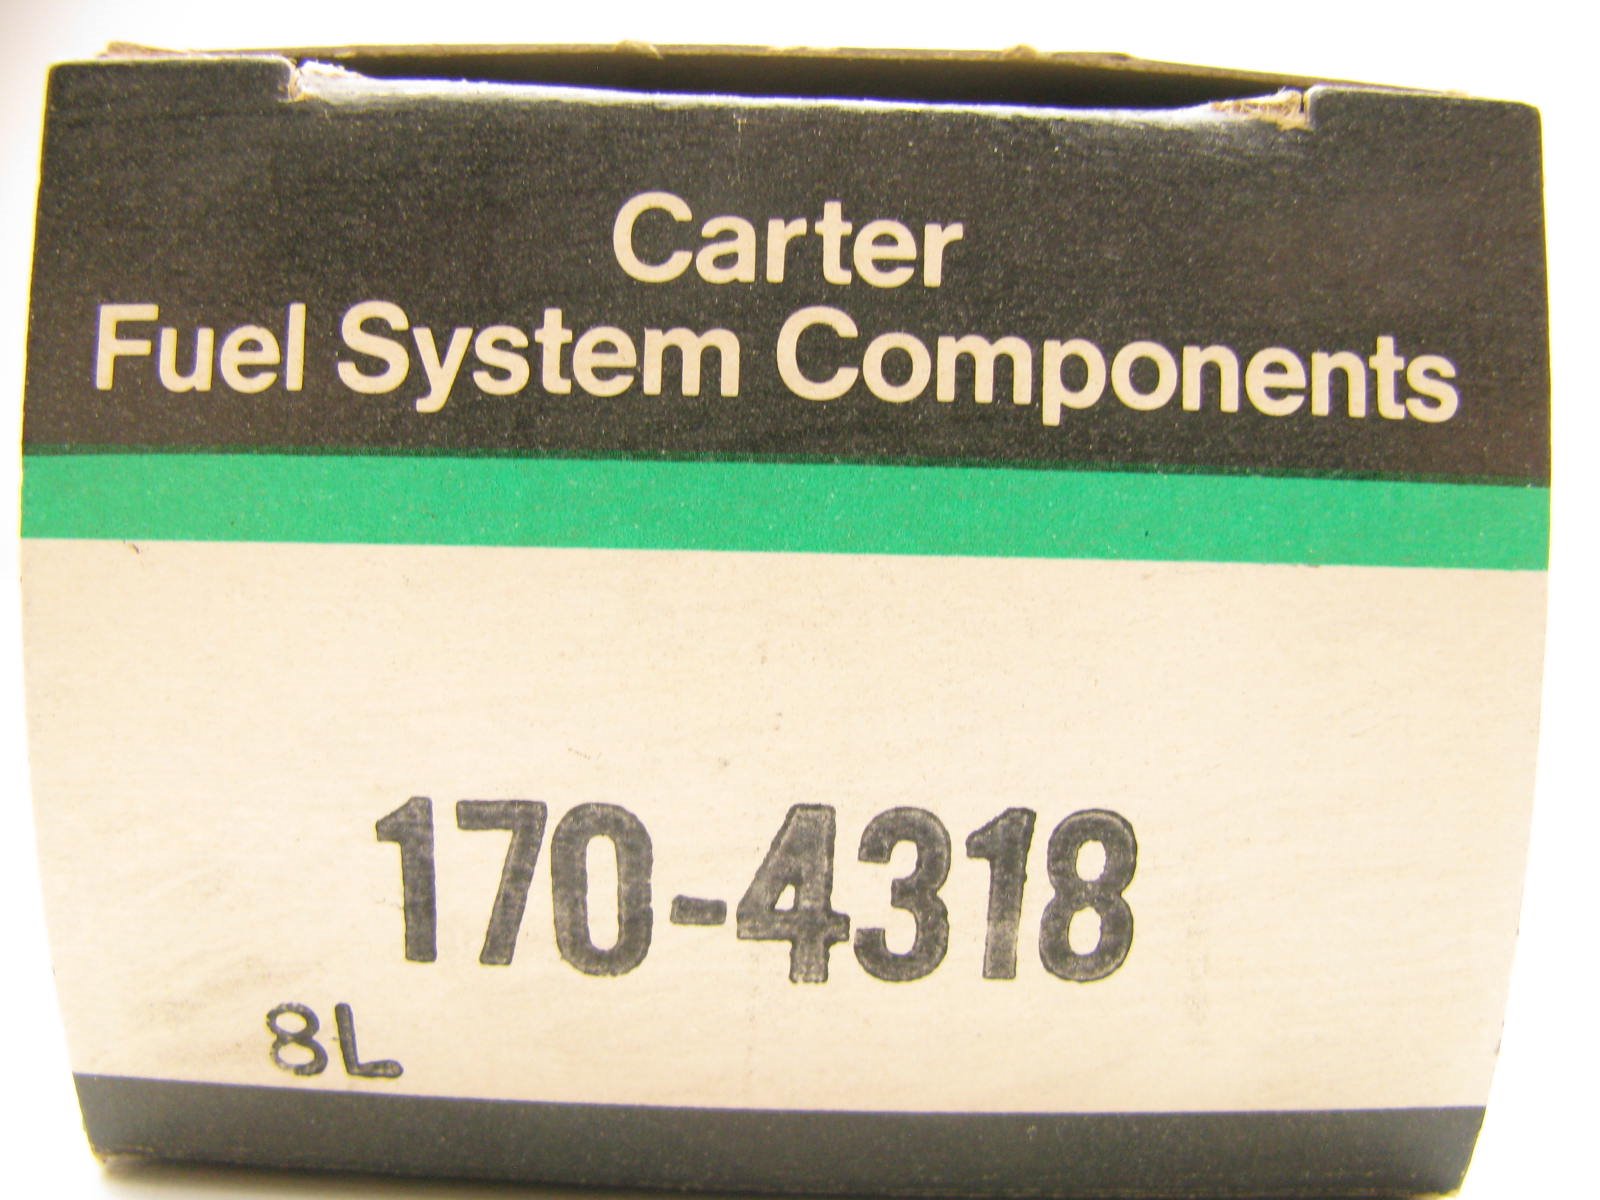 Carter
Fuel System Components
170-4318
8L